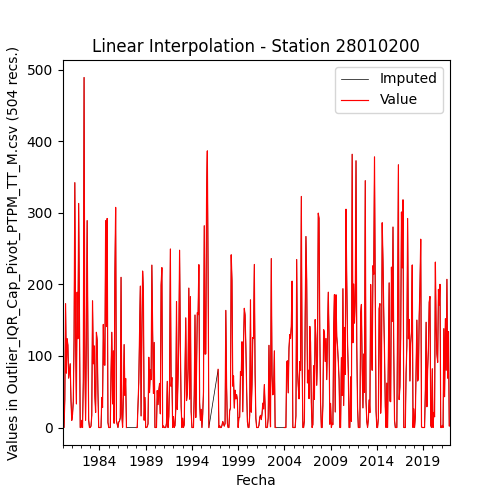 Linear Interpolation - Station 28010200
Values in Outlier_IQR_Cap_Pivot_PTPM_TT_M.csv (504 recs.)
500
400
300
200
100
0
Imputed
Value
1984 1989 1994 1999 2004 2009 2014 2019
Fecha